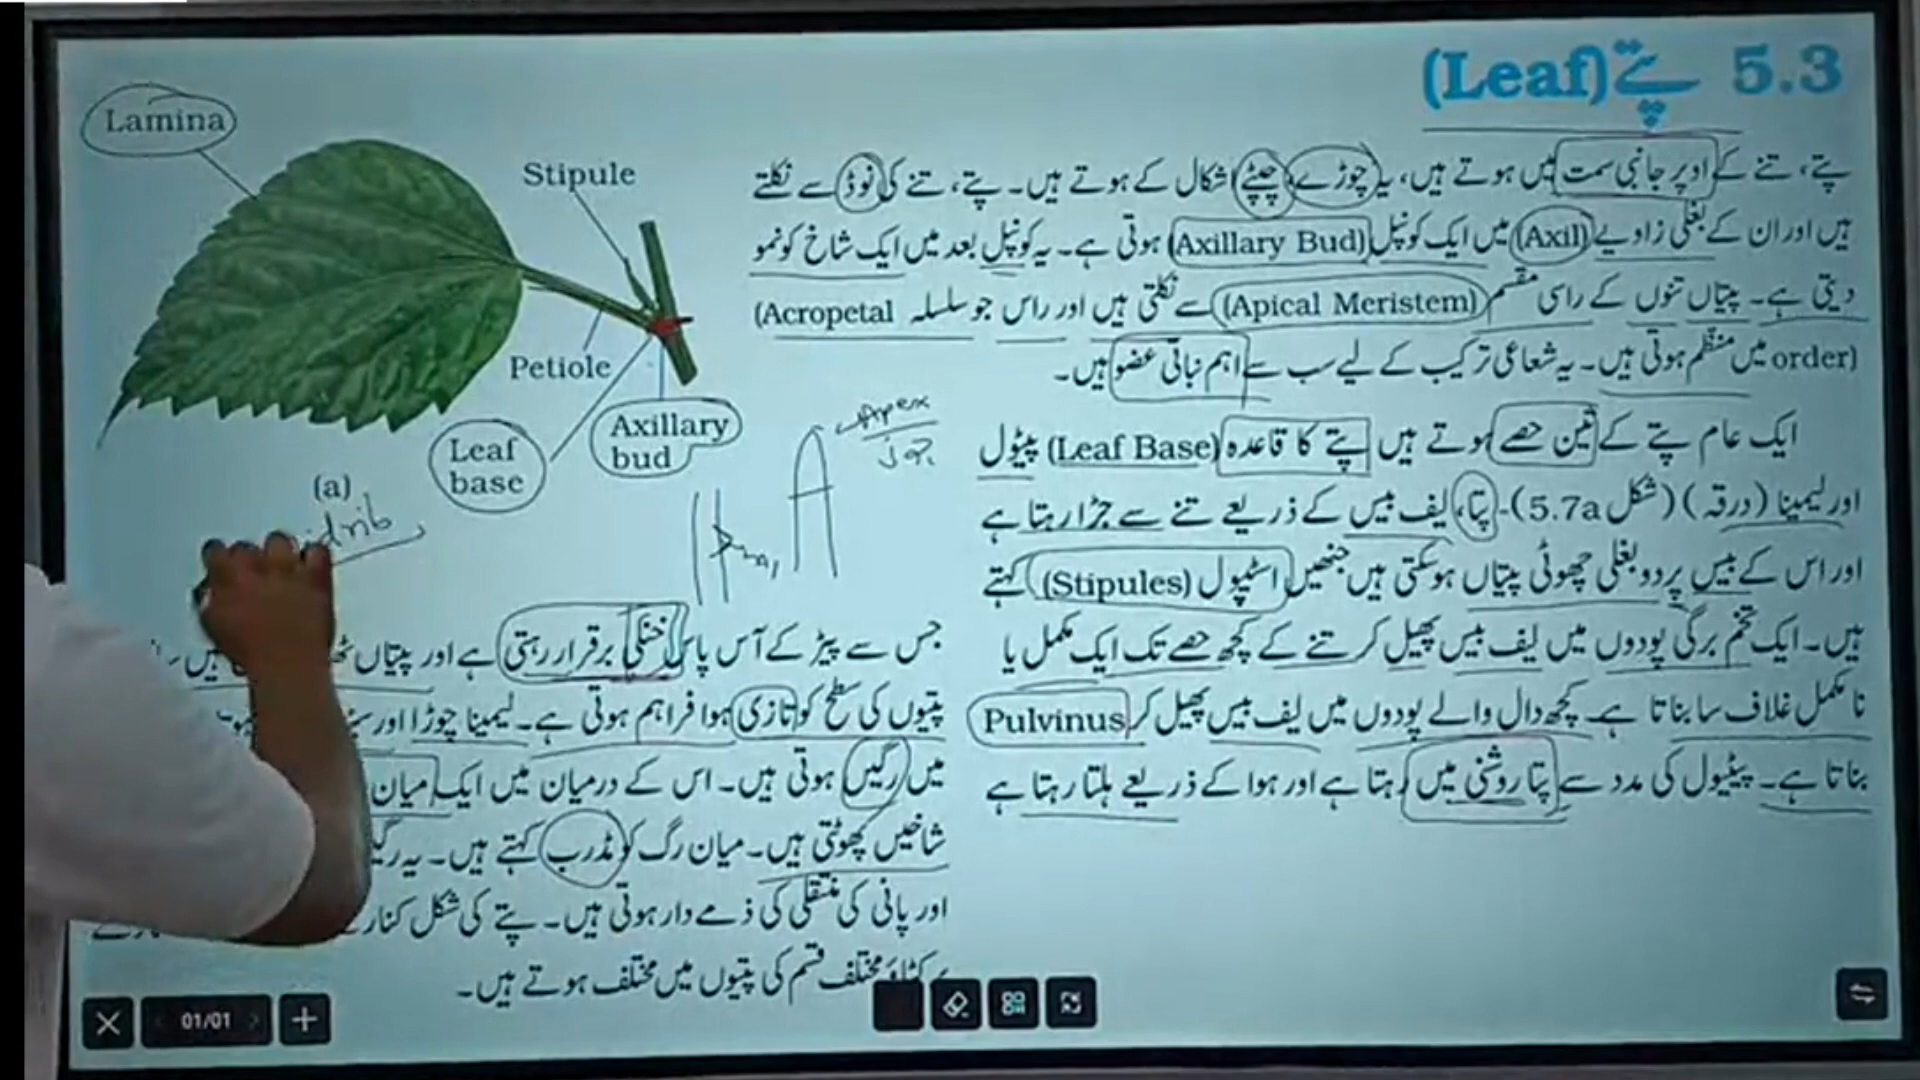 5.3 پتے (Leaf)
پتے، تنے کے اوپر جانبی سمت میں ہوتے ہیں، یہ چوڑے چپٹے شکل کے ہوتے ہیں۔ پتے، تنے کی نوڈ سے نکلتے
ہیں اور ان کے بغلی زاویے (Axil) میں ایک کونپل (Axillary Bud) ہوتی ہے۔ یہ کونپل بعد میں ایک شاخ کو نمو
دیتی ہے۔ پتیاں تنوں کے راسی مقسم (Apical Meristem) سے نکلتی ہیں اور راس جو سلسلہ (Acropetal
order) میں منظم ہوتی ہیں۔ یہ شعاعی ترکیب کے لیے سب سے اہم نباتی عضو ہیں۔
ایک عام پتے کے تین حصے ہوتے ہیں پتے کا قاعدہ (Leaf Base) پیٹول
اور لیمینا (ورقہ) (شکل 5.7a)۔ پتا، لیف بیس کے ذریعے تنے سے جڑا رہتا ہے
اور اس کے بیس پر دو بغلی چھوٹی پتیاں ہو سکتی ہیں جنھیں اسٹپول (Stipules) کہتے
ہیں۔ ایک تخم برگی پودوں میں لیف بیس پھیل کر تنے کے کچھ حصے تک ایک مکمل یا
نا مکمل غلاف سا بناتا ہے۔ کچھ دال والے پودوں میں لیف بیس پھیل کر Pulvinus
بناتا ہے۔ پیٹیول کی مدد سے پتا روشنی میں رہتا ہے اور ہوا کے ذریعے ہلتا رہتا ہے
Lamina
Stipule
Petiole
Leaf
base
Axillary
bud
(a)
Apex
جس سے پیڑ کے آس پاس خنکی برقرار رہتی ہے اور پتیاں
پتیوں کی سطح کو تازی ہوا فراہم ہوتی ہے۔ لیمینا چوڑا اور
میں رگیں ہوتی ہیں۔ اس کے درمیان میں ایک میان
شاخیں پھوٹتی ہیں۔ میان رگ کو مڈرب کہتے ہیں۔ یہ
اور پانی کی منتقلی کی ذمے دار ہوتی ہیں۔ پتے کی شکل
کٹاؤ مختلف قسم کی پتیوں میں مختلف ہوتے ہیں۔
01/01